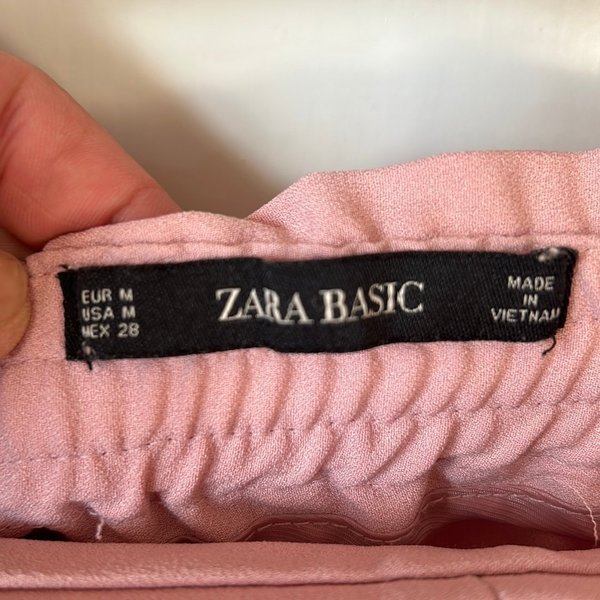 EUR M
USA M
MEX 28
ZARA BASIC
MADE
IN
VIETNAM